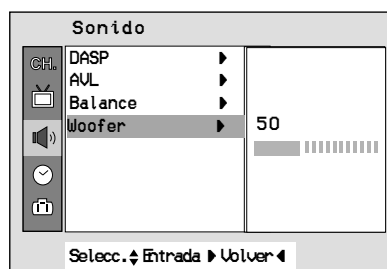 Sonido
CH.
DASP
AVL
Balance
Woofer
50
Selecc. Entrada Volver